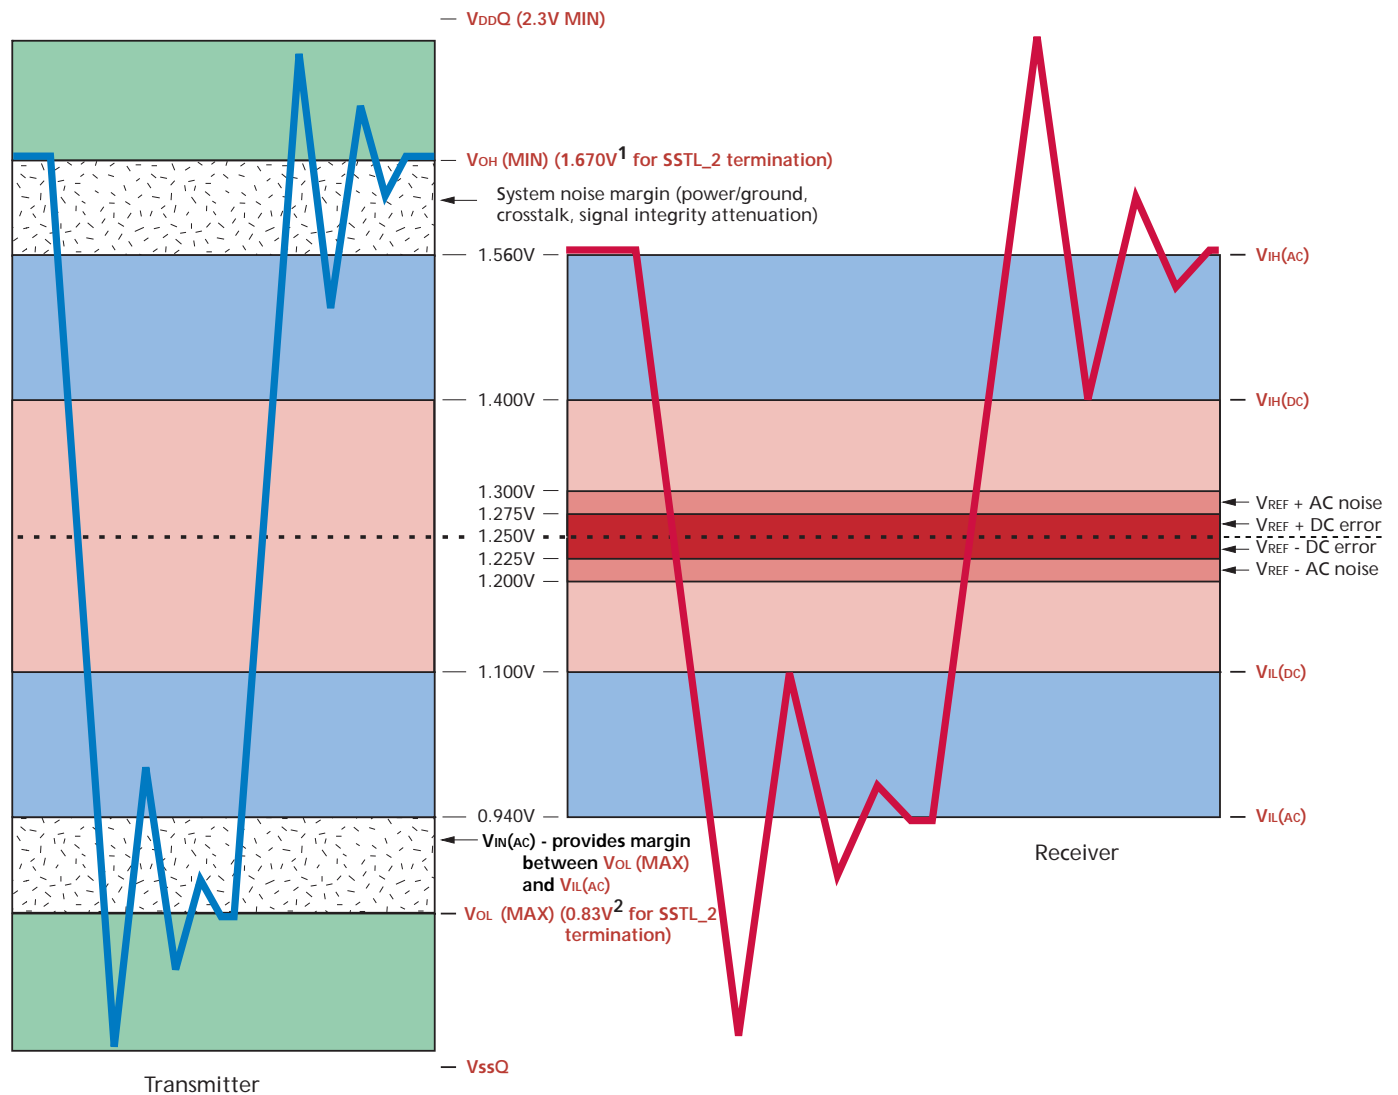 VDDQ (2.3V MIN)
VOH (MIN) (1.670V1 for SSTL_2 termination)
System noise margin (power/ground,
crosstalk, signal integrity attenuation)
1.560V
VIH(AC)
1.400V
VIH(DC)
1.300V
VREF + AC noise
1.275V
VREF + DC error
1.250V
VREF - DC error
1.225V
VREF - AC noise
1.200V
1.100V
VIL(DC)
0.940V
VIL(AC)
VIN(AC) - provides margin
between VOL (MAX)
and VIL(AC)
Receiver
VOL (MAX) (0.83V2 for SSTL_2
termination)
VssQ
Transmitter